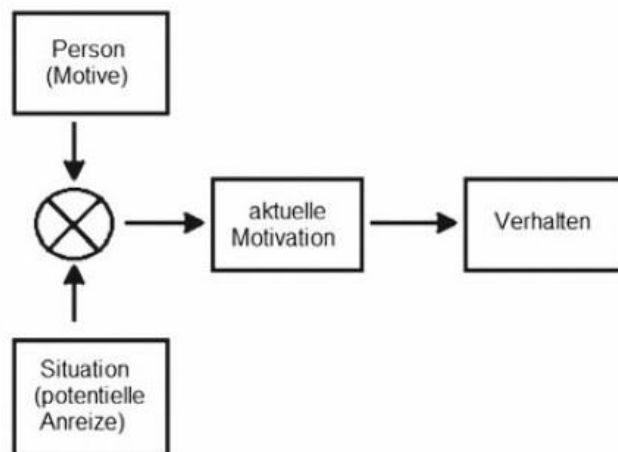 Person
(Motive)
aktuelle
Motivation
Verhalten
Situation
(potentielle
Anreize)